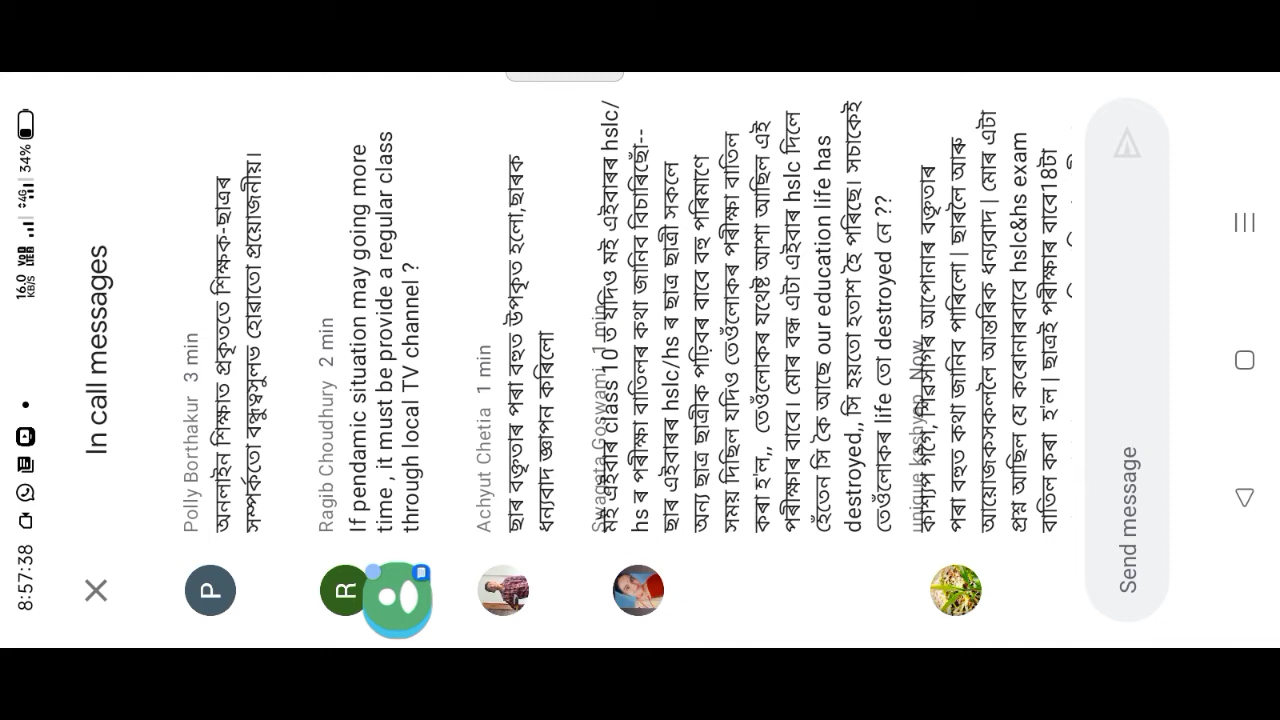 8:57:38
16.0 KB/S
VoD LTE
4G
34%
In call messages
P
Polly Borthakur 3 min
অনলাইন শিক্ষাত প্ৰকৃততে শিক্ষক-ছাত্ৰৰ
সম্পৰ্কতো বন্ধুত্বসুলভ হোৱাতো প্ৰয়োজনীয়।
R
Ragib Choudhury 2 min
If pendamic situation may going more
time , it must be provide a regular class
through local TV channel ?
Achyut Chetia 1 min
ছাৰ বক্তৃতাৰ পৰা বহুত উপকৃত হলো,ছাৰক
ধন্যবাদ জ্ঞাপন কৰিলো
Swagata Goswami 1 min
মই এইবাৰ class 10 ত যদিও মই এইবাৰৰ hslc/
hs ৰ পৰীক্ষা বাতিলৰ কথা জানিব বিচাৰিছোঁ--
ছাৰ এইবাৰৰ hslc/hs ৰ ছাত্ৰ ছাত্ৰী সকলে
অন্য ছাত্ৰ ছাত্ৰীক পঢ়িবৰ বাবে বহু পৰিমাণে
সময় দিছিল যদিও তেওঁলোকৰ পৰীক্ষা বাতিল
কৰা হ'ল,, তেওঁলোকৰ যথেষ্ট আশা আছিল এই
পৰীক্ষাৰ বাবে। মোৰ বন্ধু এটা এইবাৰ hslc দিলে
হেঁতেন সি কৈ আছে our education life has
destroyed,, সি হয়তো হতাশ হৈ পৰিছে। সচাকেই
তেওঁলোকৰ life তো destroyed নে ??
unique kashyap Now
কাশ্যপ গগৈ, শিৱসাগৰ আপোনাৰ বক্তৃতাৰ
পৰা বহুত কথা জানিব পাৰিলো | ছাৰলৈ আৰু
আয়োজকসকললৈ আন্তৰিক ধন্যবাদ | মোৰ এটা
প্ৰশ্ন আছিল যে কৰোনাৰবাবে hslc&hs exam
বাতিল কৰা হ'ল | ছাত্ৰই পৰীক্ষাৰ বাবে18টা
Send message